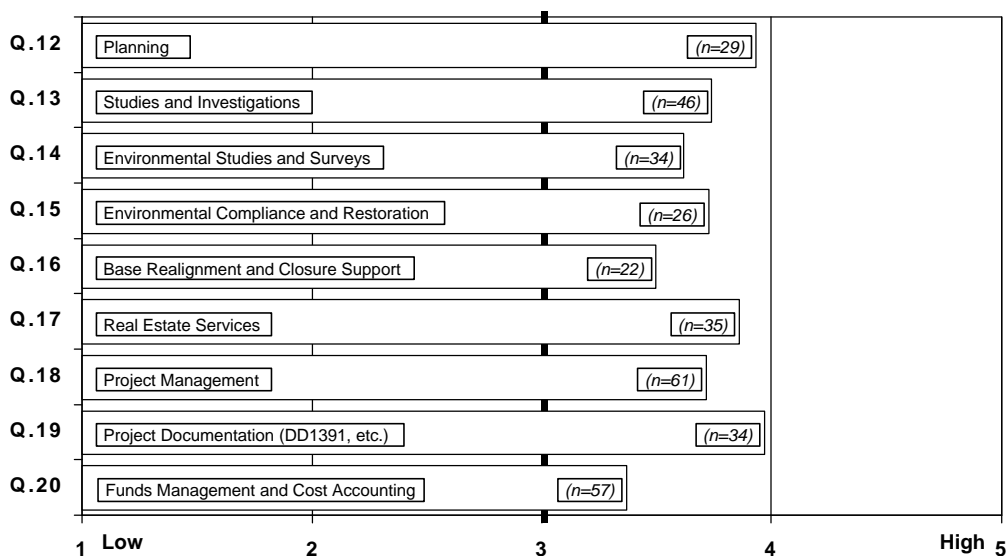 Q.12 Planning (n=29)
Q.13 Studies and Investigations (n=46)
Q.14 Environmental Studies and Surveys (n=34)
Q.15 Environmental Compliance and Restoration (n=26)
Q.16 Base Realignment and Closure Support (n=22)
Q.17 Real Estate Services (n=35)
Q.18 Project Management (n=61)
Q.19 Project Documentation (DD1391, etc.) (n=34)
Q.20 Funds Management and Cost Accounting (n=57)
1 Low 2 3 4 High 5